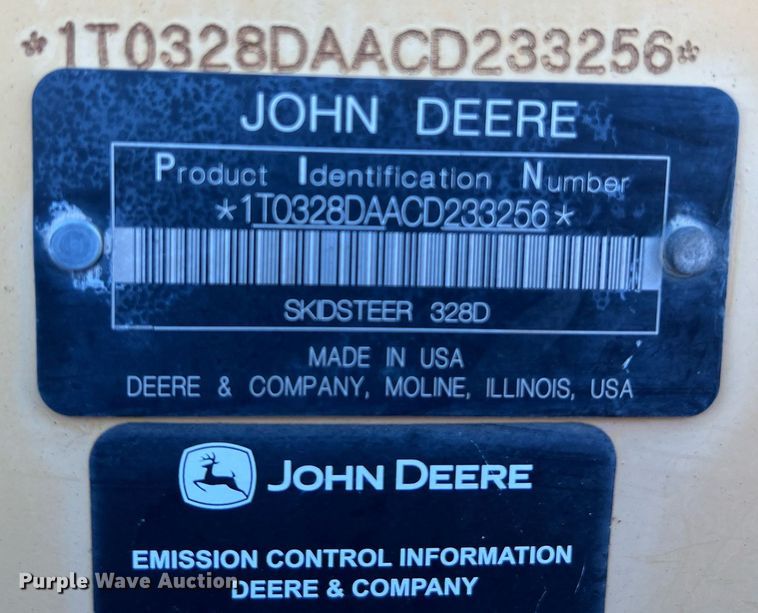 *1T0328DAACD233256*
JOHN DEERE
Product Identification Number
*1T0328DAACD233256*
SKIDSTEER 328D
MADE IN USA
DEERE & COMPANY, MOLINE, ILLINOIS, USA
JOHN DEERE
EMISSION CONTROL INFORMATION
DEERE & COMPANY
Purple Wave Auction